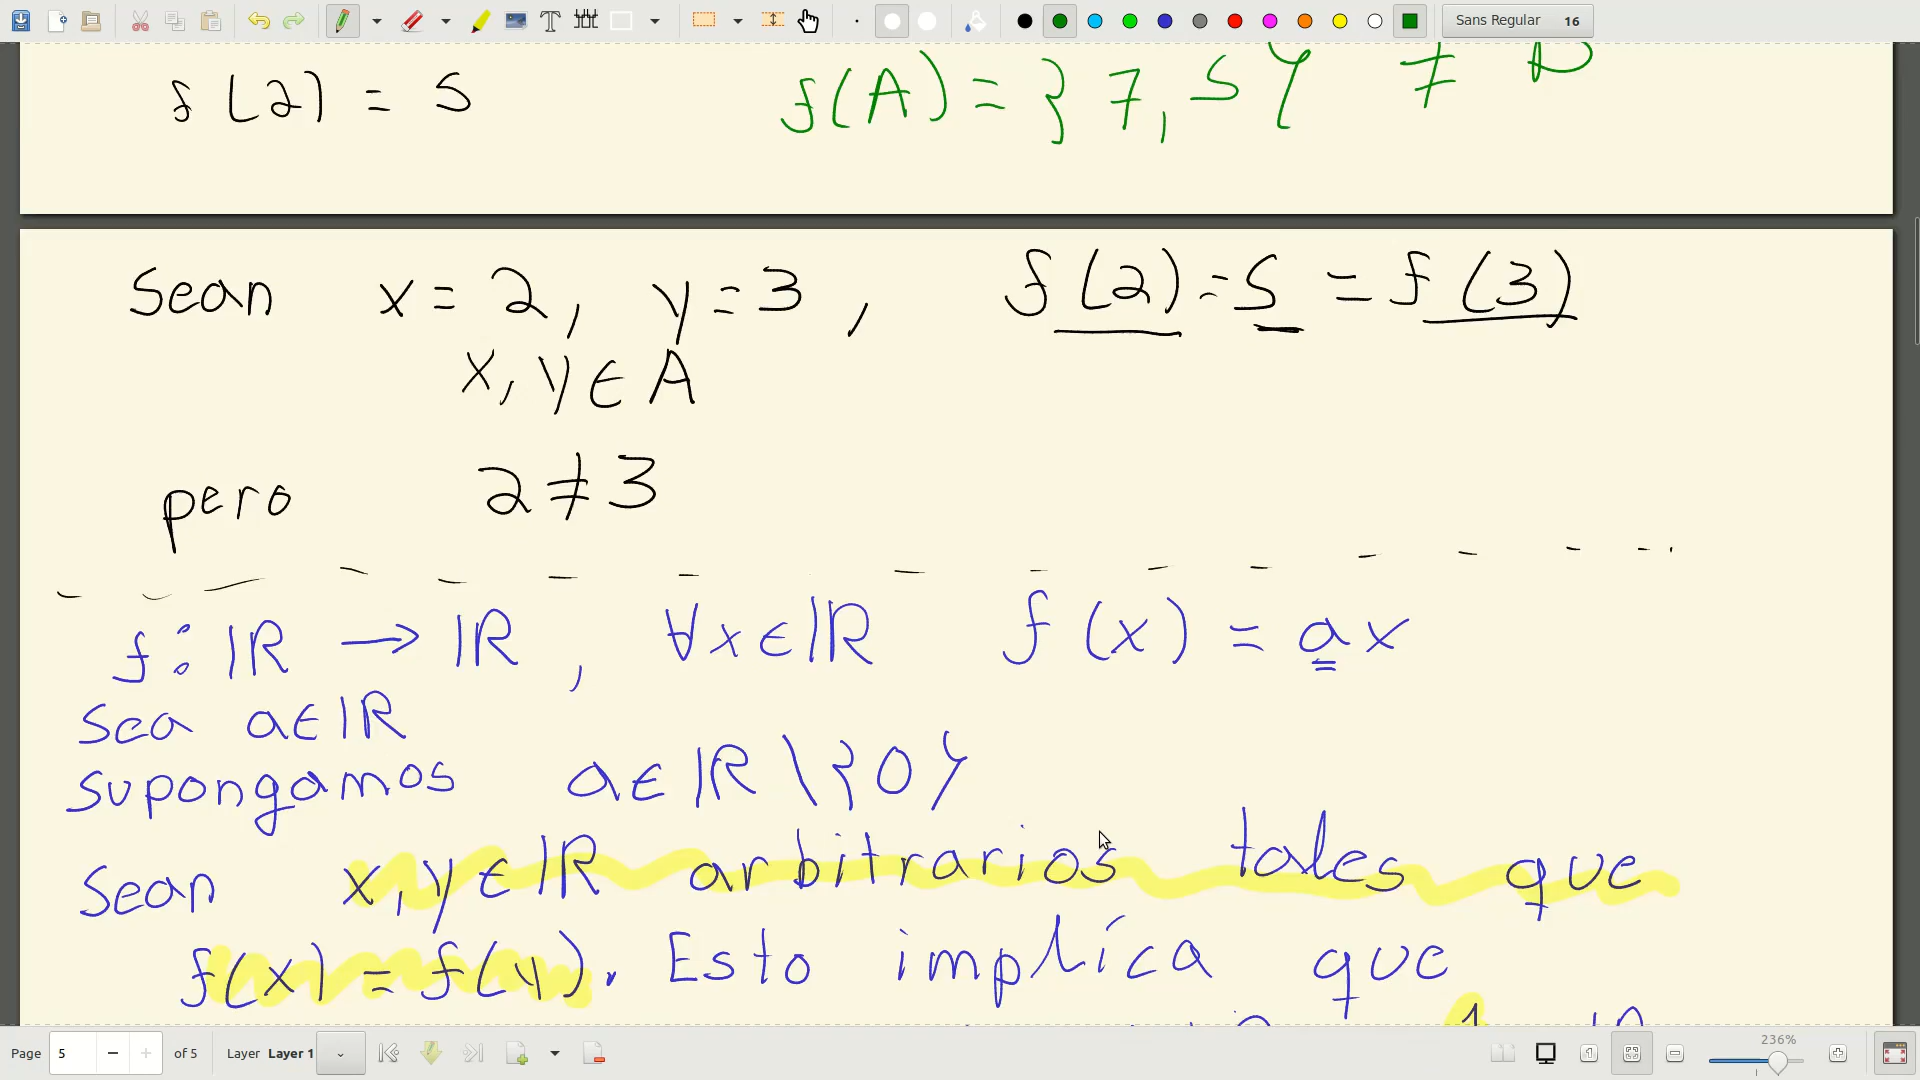 Sans Regular 16
f(2) = 5 f(A) = {7, 5} 7
Sean x = 2, y = 3, f(2) = 5 = f(3)
x, y ∈ A
pero 2 ≠ 3
f : ℝ → ℝ, ∀x∈ℝ f(x) = ax
Sea a∈ℝ
supongamos a∈ℝ \ {0}
Sean x, y ∈ ℝ arbitrarios tales que
f(x) = f(y). Esto implica que
Page 5 of 5 Layer Layer 1 236%